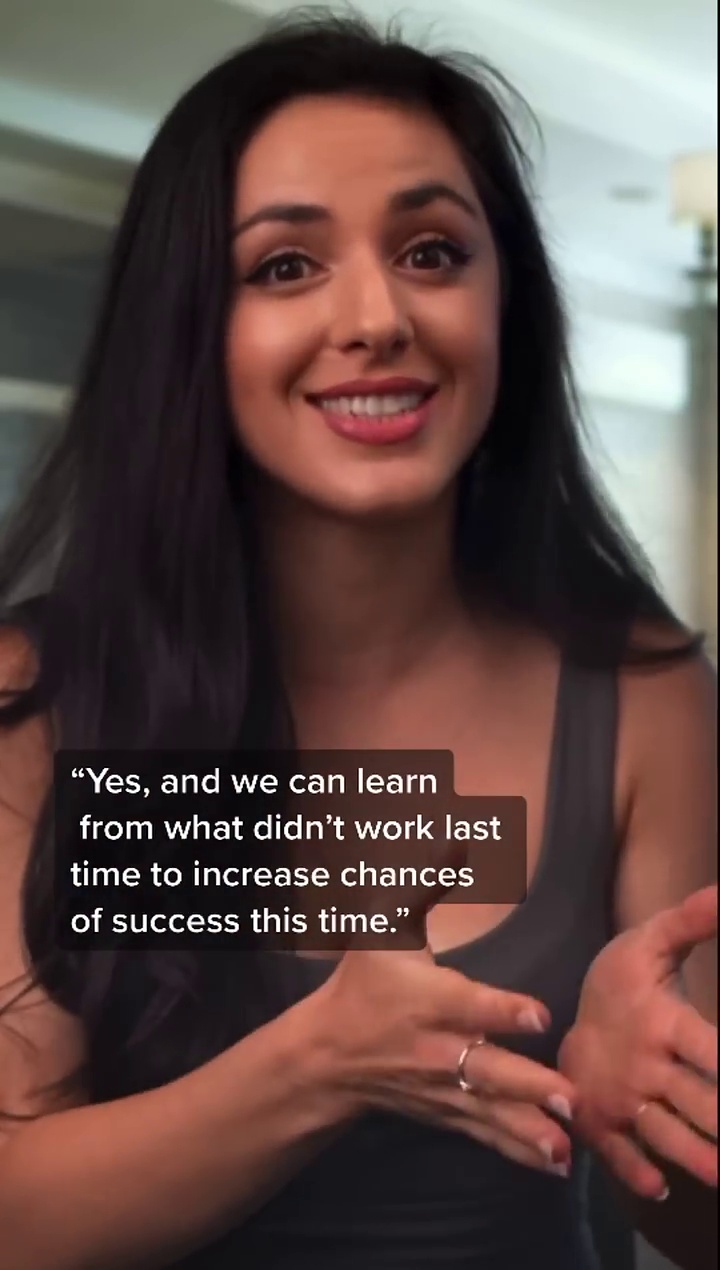 “Yes, and we can learn
from what didn’t work last
time to increase chances
of success this time.”